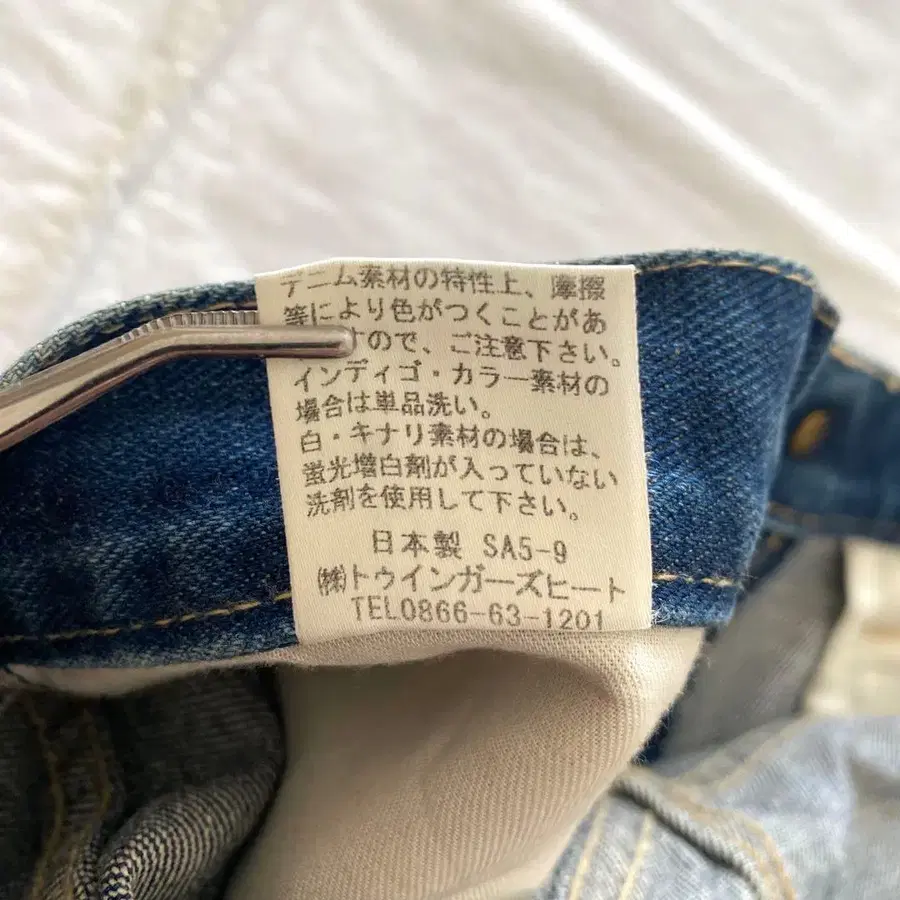 デニム素材の特性上、摩擦
等により色がつくことがあ
すので、ご注意下さい。
インディゴ・カラー素材の
場合は単品洗い。
白・キナリ素材の場合は、
蛍光増白剤が入っていない
洗剤を使用して下さい。
日本製 SA5-9
㈱トゥインガーズヒート
TEL0866-63-1201